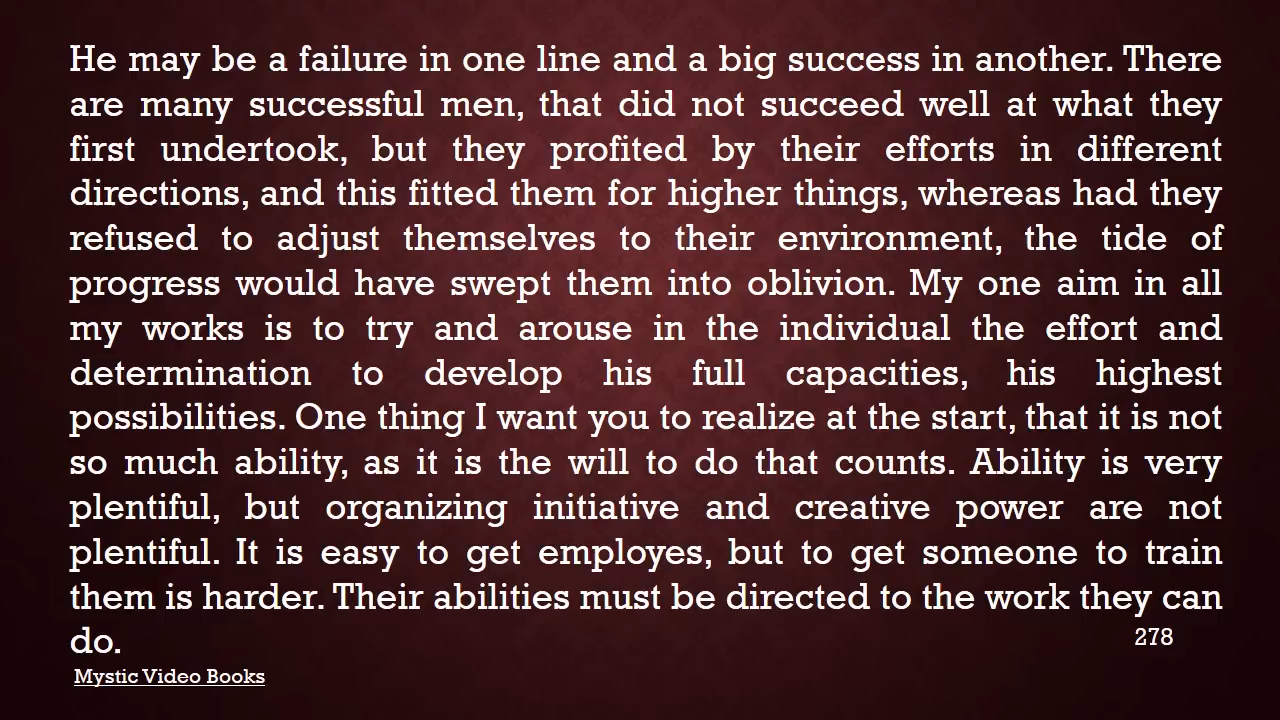 He may be a failure in one line and a big success in another. There
are many successful men, that did not succeed well at what they
first undertook, but they profited by their efforts in different
directions, and this fitted them for higher things, whereas had they
refused to adjust themselves to their environment, the tide of
progress would have swept them into oblivion. My one aim in all
my works is to try and arouse in the individual the effort and
determination to develop his full capacities, his highest
possibilities. One thing I want you to realize at the start, that it is not
so much ability, as it is the will to do that counts. Ability is very
plentiful, but organizing initiative and creative power are not
plentiful. It is easy to get employes, but to get someone to train
them is harder. Their abilities must be directed to the work they can
do.
278
Mystic Video Books